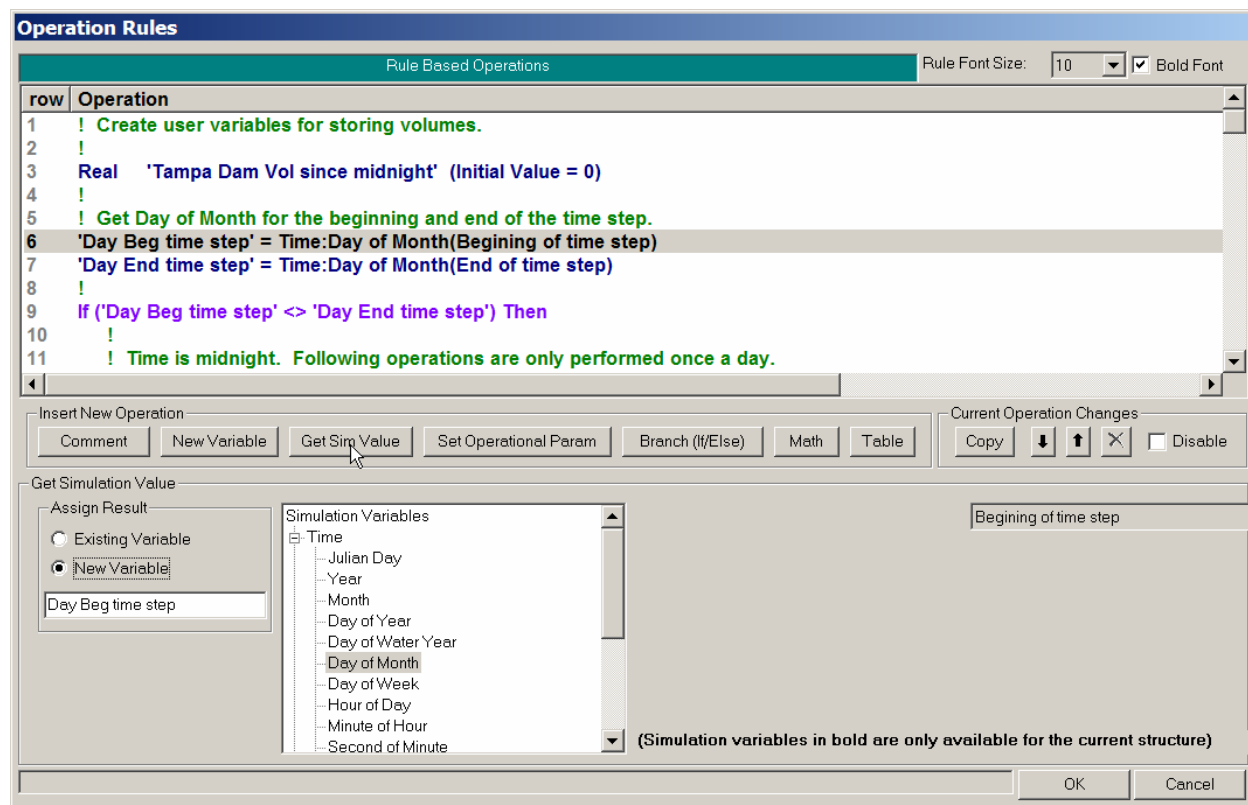 Operation Rules
Rule Based Operations
Rule Font Size:
10
Bold Font
row Operation
1 ! Create user variables for storing volumes.
2 !
3 Real 'Tampa Dam Vol since midnight' (Initial Value = 0)
4 !
5 ! Get Day of Month for the beginning and end of the time step.
6 'Day Beg time step' = Time:Day of Month(Begining of time step)
7 'Day End time step' = Time:Day of Month(End of time step)
8 !
9 If ('Day Beg time step' <> 'Day End time step') Then
10 !
11 ! Time is midnight. Following operations are only performed once a day.
Insert New Operation
Comment
New Variable
Get Sim Value
Set Operational Param
Branch (If/Else)
Math
Table
Current Operation Changes
Copy
Disable
Get Simulation Value
Assign Result
Existing Variable
New Variable
Day Beg time step
Simulation Variables
Time
Julian Day
Year
Month
Day of Year
Day of Water Year
Day of Month
Day of Week
Hour of Day
Minute of Hour
Second of Minute
Begining of time step
(Simulation variables in bold are only available for the current structure)
OK
Cancel